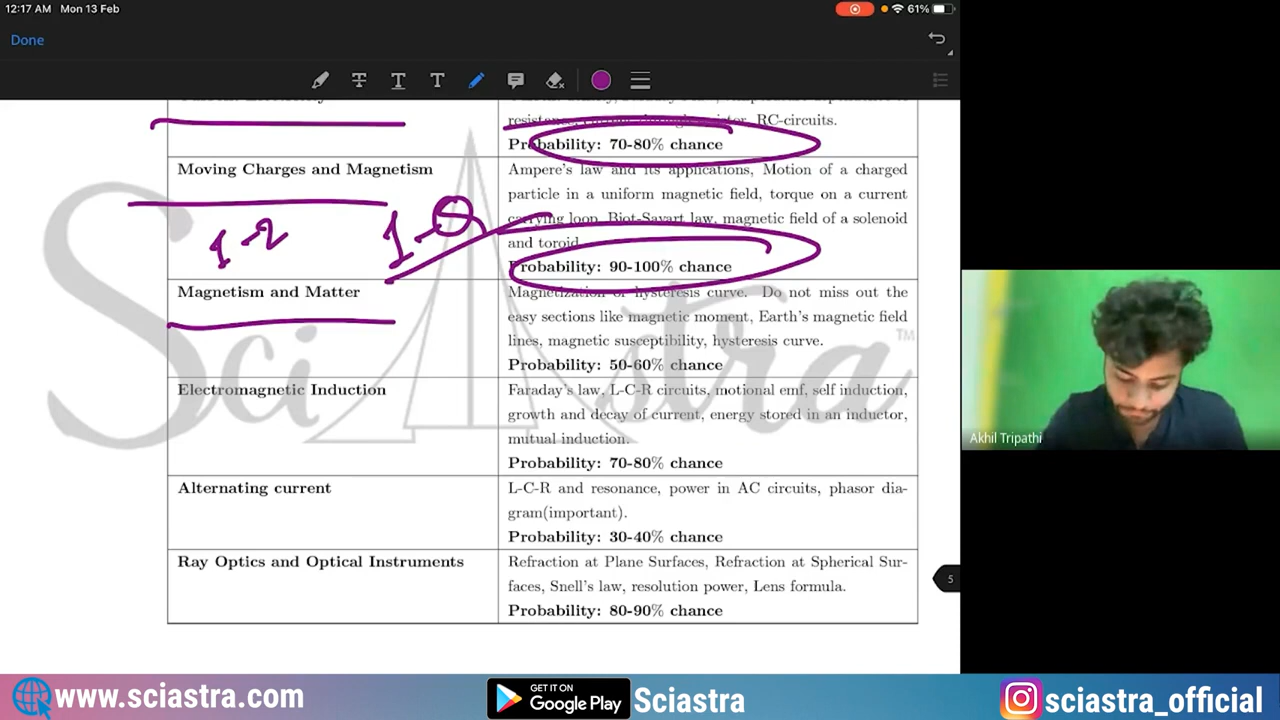 12:17 AM Mon 13 Feb
61%
Done
T T T
resistance, RC-circuits.
Probability: 70-80% chance
Moving Charges and Magnetism
Ampere's law and its applications, Motion of a charged
particle in a uniform magnetic field, torque on a current
carrying loop, Biot-Savart law, magnetic field of a solenoid
and toroid.
Probability: 90-100% chance
1-2
1-Q
Magnetism and Matter
Magnetization of hysteresis curve. Do not miss out the
easy sections like magnetic moment, Earth's magnetic field
lines, magnetic susceptibility, hysteresis curve.
Probability: 50-60% chance
Electromagnetic Induction
Faraday's law, L-C-R circuits, motional emf, self induction,
growth and decay of current, energy stored in an inductor,
mutual induction.
Probability: 70-80% chance
Alternating current
L-C-R and resonance, power in AC circuits, phasor dia-
gram(important).
Probability: 30-40% chance
Ray Optics and Optical Instruments
Refraction at Plane Surfaces, Refraction at Spherical Sur-
faces, Snell's law, resolution power, Lens formula.
Probability: 80-90% chance
5
SciAstra™
Akhil Tripathi
www.sciastra.com
GET IT ON
Google Play
Sciastra
sciastra_official